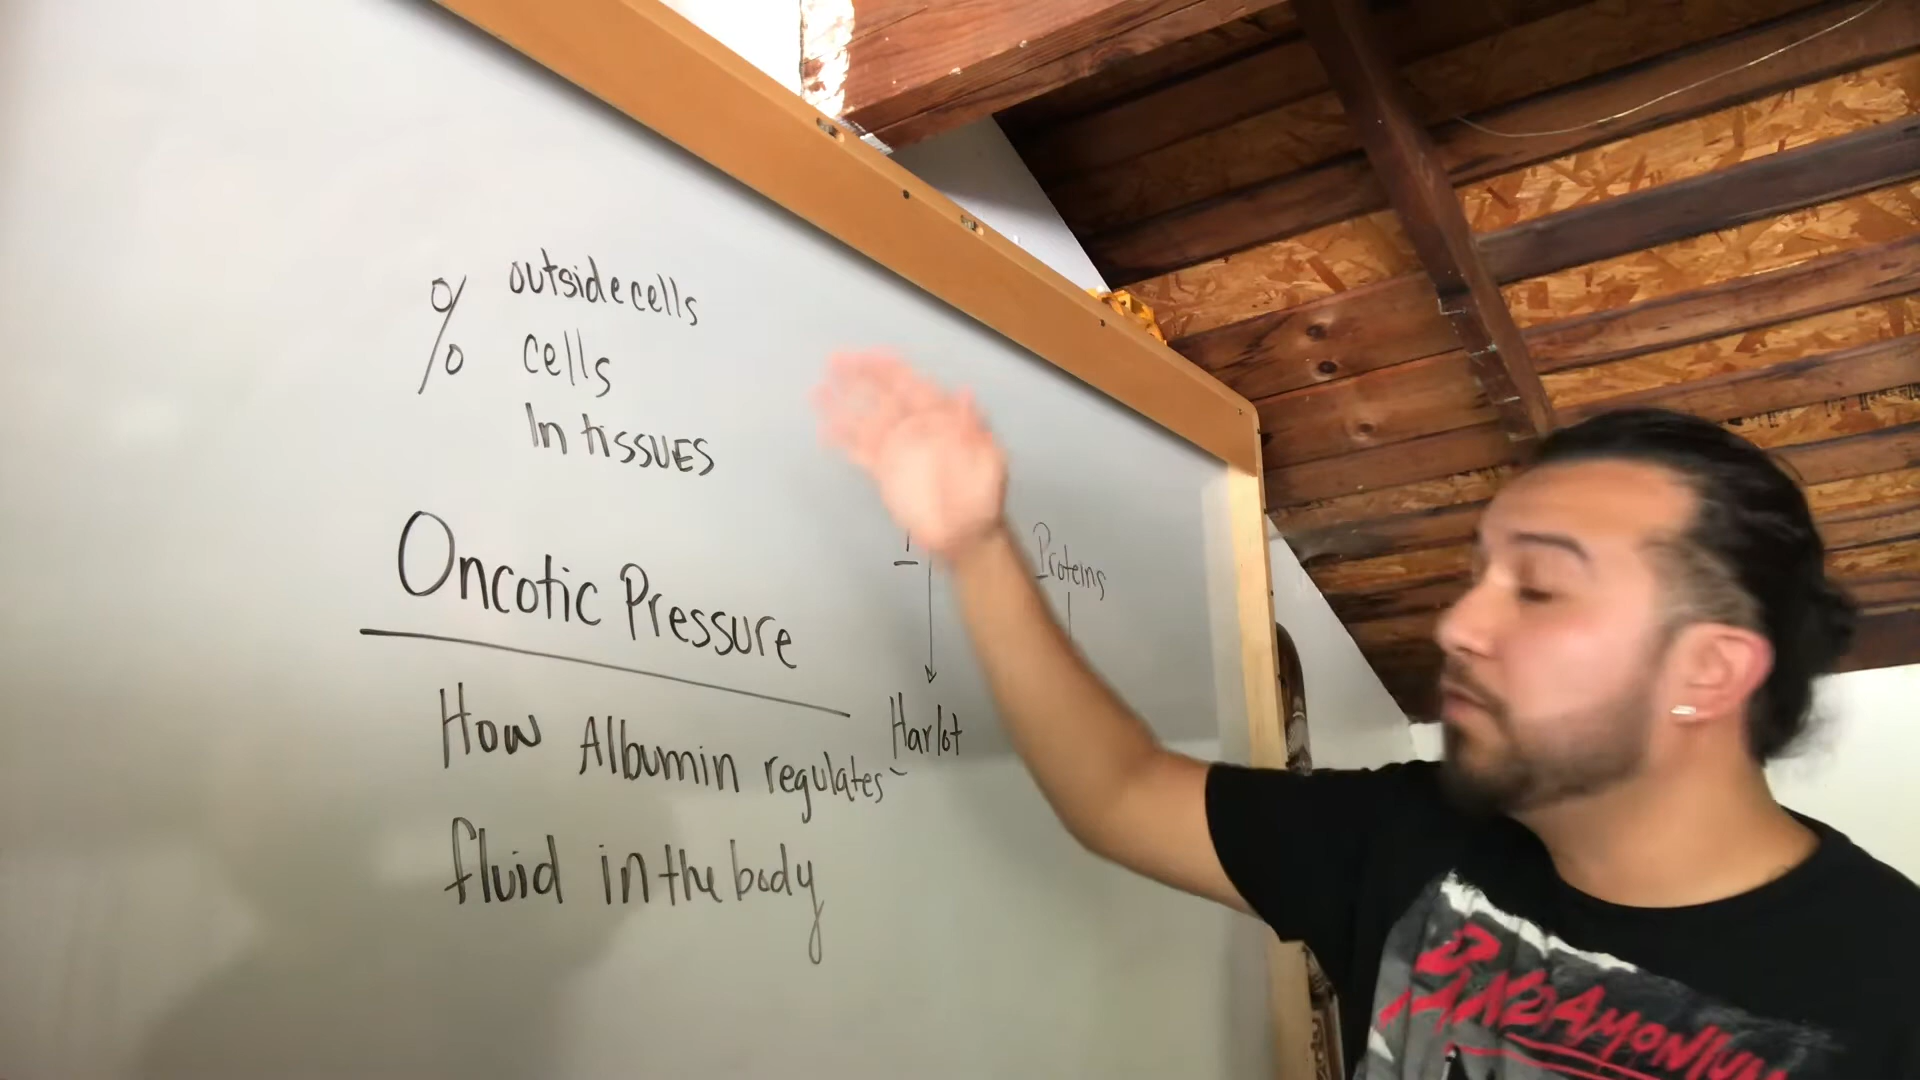 % outside cells
cells
In tissues
Oncotic Pressure
How Albumin regulates
fluid in the body
Proteins
Harlot